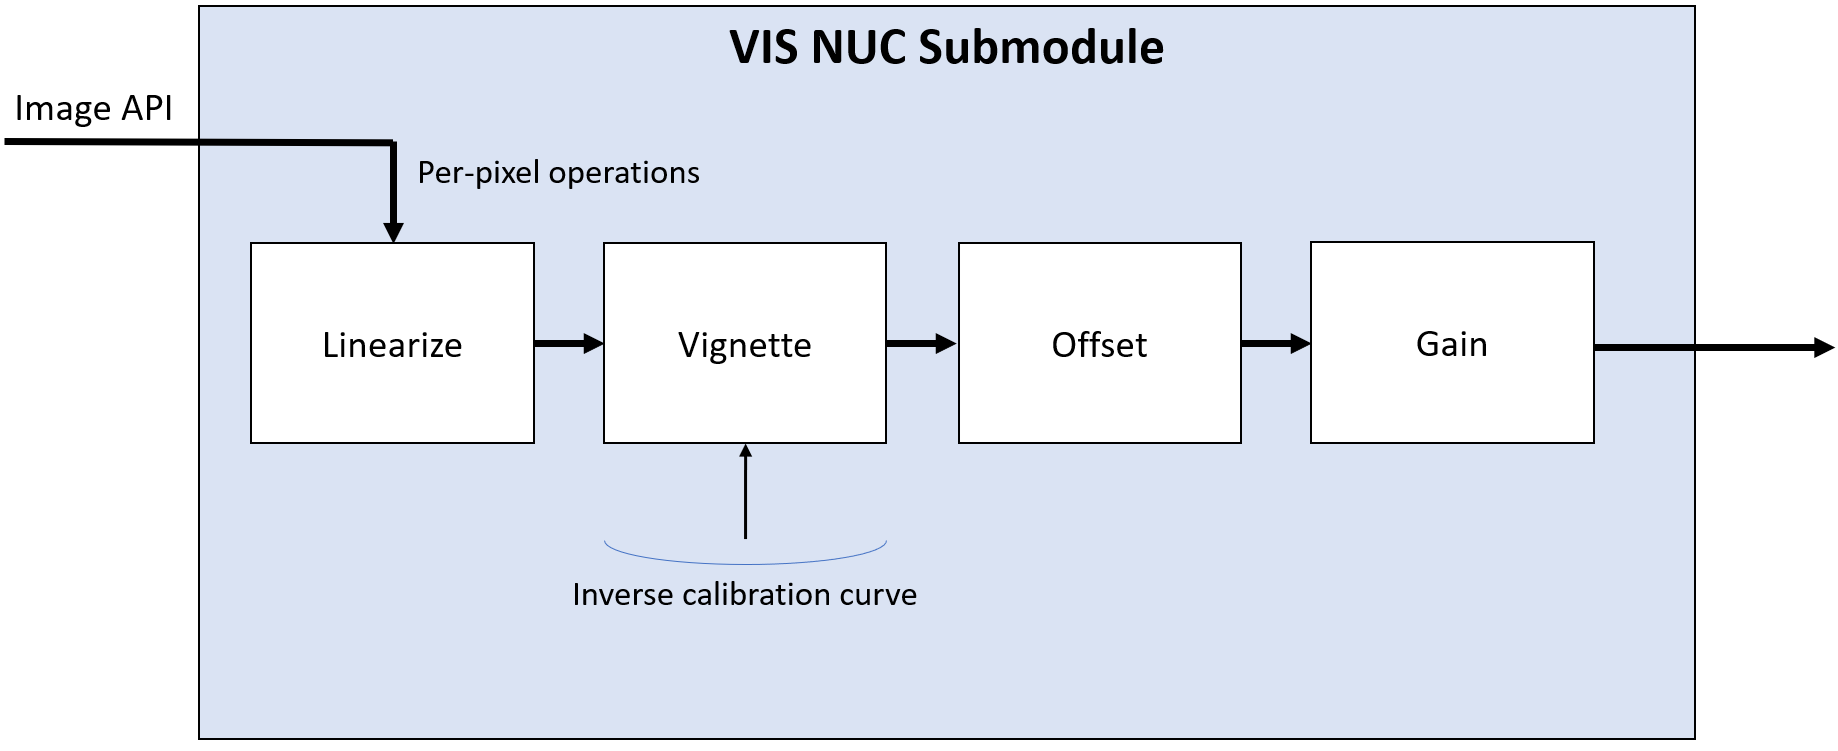 VIS NUC Submodule
Image API
Per-pixel operations
Linearize
Vignette
Offset
Gain
Inverse calibration curve